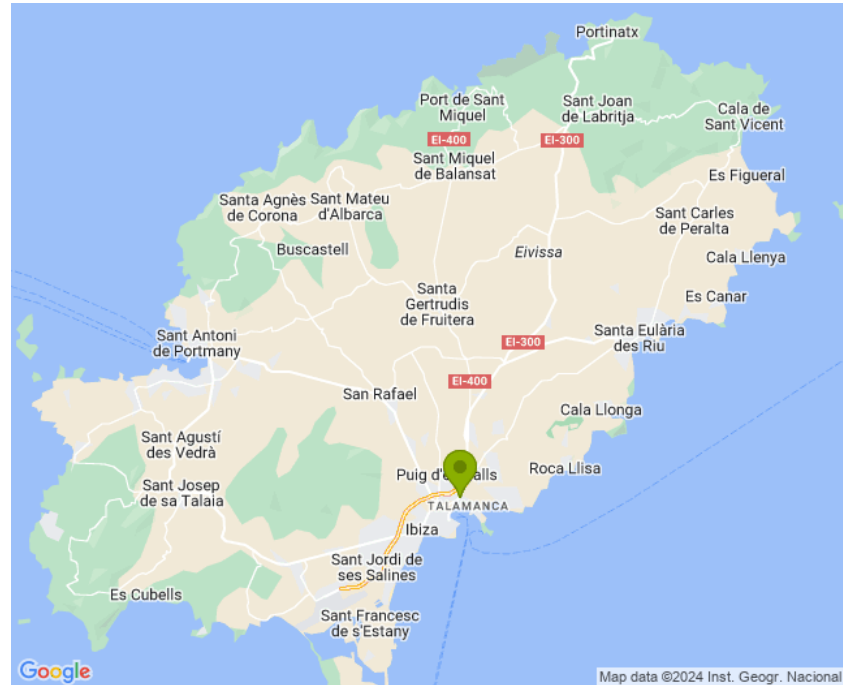 Portinatx
Port de Sant
Miquel
Sant Joan
de Labritja
Cala de
Sant Vicent
EI-400
EI-300
Sant Miquel
de Balansat
Es Figueral
Santa Agnès
de Corona
Sant Mateu
d'Albarca
Sant Carles
de Peralta
Buscastell
Eivissa
Cala Llenya
Santa
Gertrudis
de Fruitera
Es Canar
Sant Antoni
de Portmany
Santa Eulària
des Riu
EI-300
EI-400
San Rafael
Cala Llonga
Sant Agustí
des Vedrà
Roca Llisa
Sant Josep
de sa Talaia
TALAMANCA
Ibiza
Sant Jordi de
ses Salines
Es Cubells
Sant Francesc
de s'Estany
Google
Map data ©2024 Inst. Geogr. Nacional